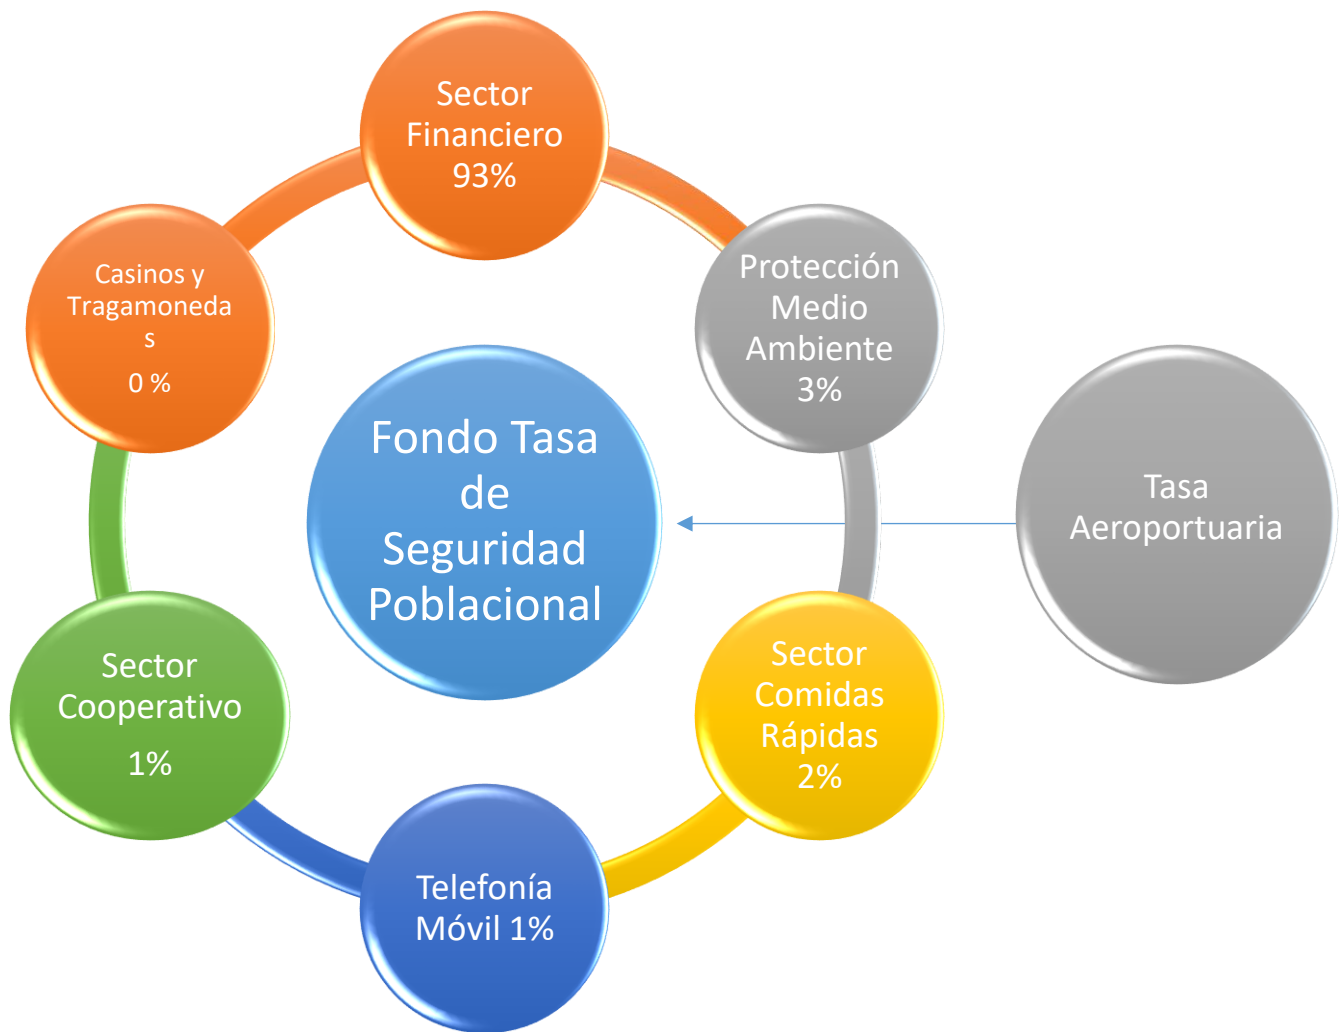 Sector
Financiero
93%
Protección
Medio
Ambiente
3%
Sector
Comidas
Rápidas
2%
Telefonía
Móvil 1%
Sector
Cooperativo
1%
Casinos y
Tragamoneda
s
0 %
Fondo Tasa
de
Seguridad
Poblacional
Tasa
Aeroportuaria